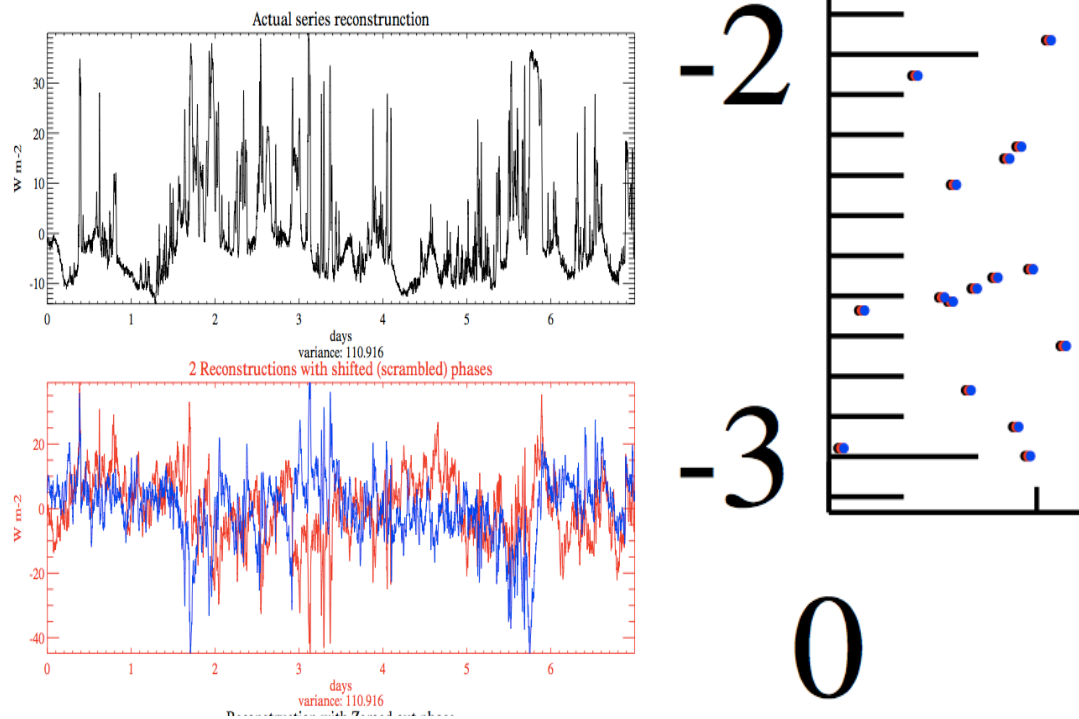 Actual series reconstrunction
30
20
10
0
-10
W m-2
0 1 2 3 4 5 6
days
variance: 110.916
2 Reconstructions with shifted (scrambled) phases
20
0
-20
-40
W m-2
0 1 2 3 4 5 6
days
variance: 110.916
-2
-3
0